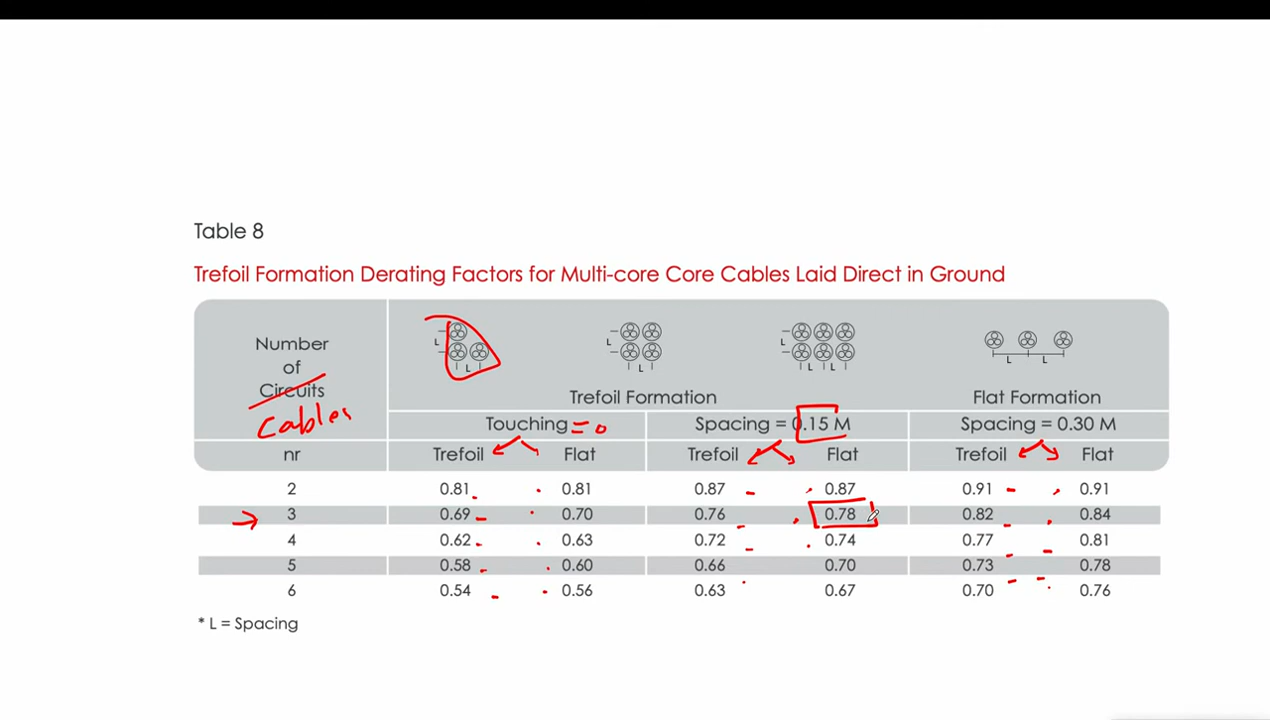 Table 8
Trefoil Formation Derating Factors for Multi-core Core Cables Laid Direct in Ground
Number
of
Circuits
Cables
nr
L
L
L
L
L
L
L
L
L
Trefoil Formation
Flat Formation
Touching = 0
Spacing = 0.15 M
Spacing = 0.30 M
Trefoil Flat Trefoil Flat Trefoil Flat
2 0.81 0.81 0.87 0.87 0.91 0.91
3 0.69 0.70 0.76 0.78 0.82 0.84
4 0.62 0.63 0.72 0.74 0.77 0.81
5 0.58 0.60 0.66 0.70 0.73 0.78
6 0.54 0.56 0.63 0.67 0.70 0.76
* L = Spacing